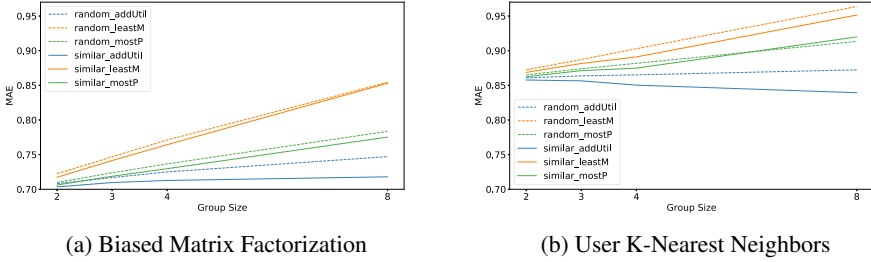 0.95
0.90
0.85
0.80
0.75
0.70
MAE
random_addUtil
random_leastM
random_mostP
similar_addUtil
similar_leastM
similar_mostP
2
3
4
8
Group Size
(a) Biased Matrix Factorization
0.95
0.90
0.85
0.80
0.75
0.70
MAE
random_addUtil
random_leastM
random_mostP
similar_addUtil
similar_leastM
similar_mostP
2
3
4
8
Group Size
(b) User K-Nearest Neighbors